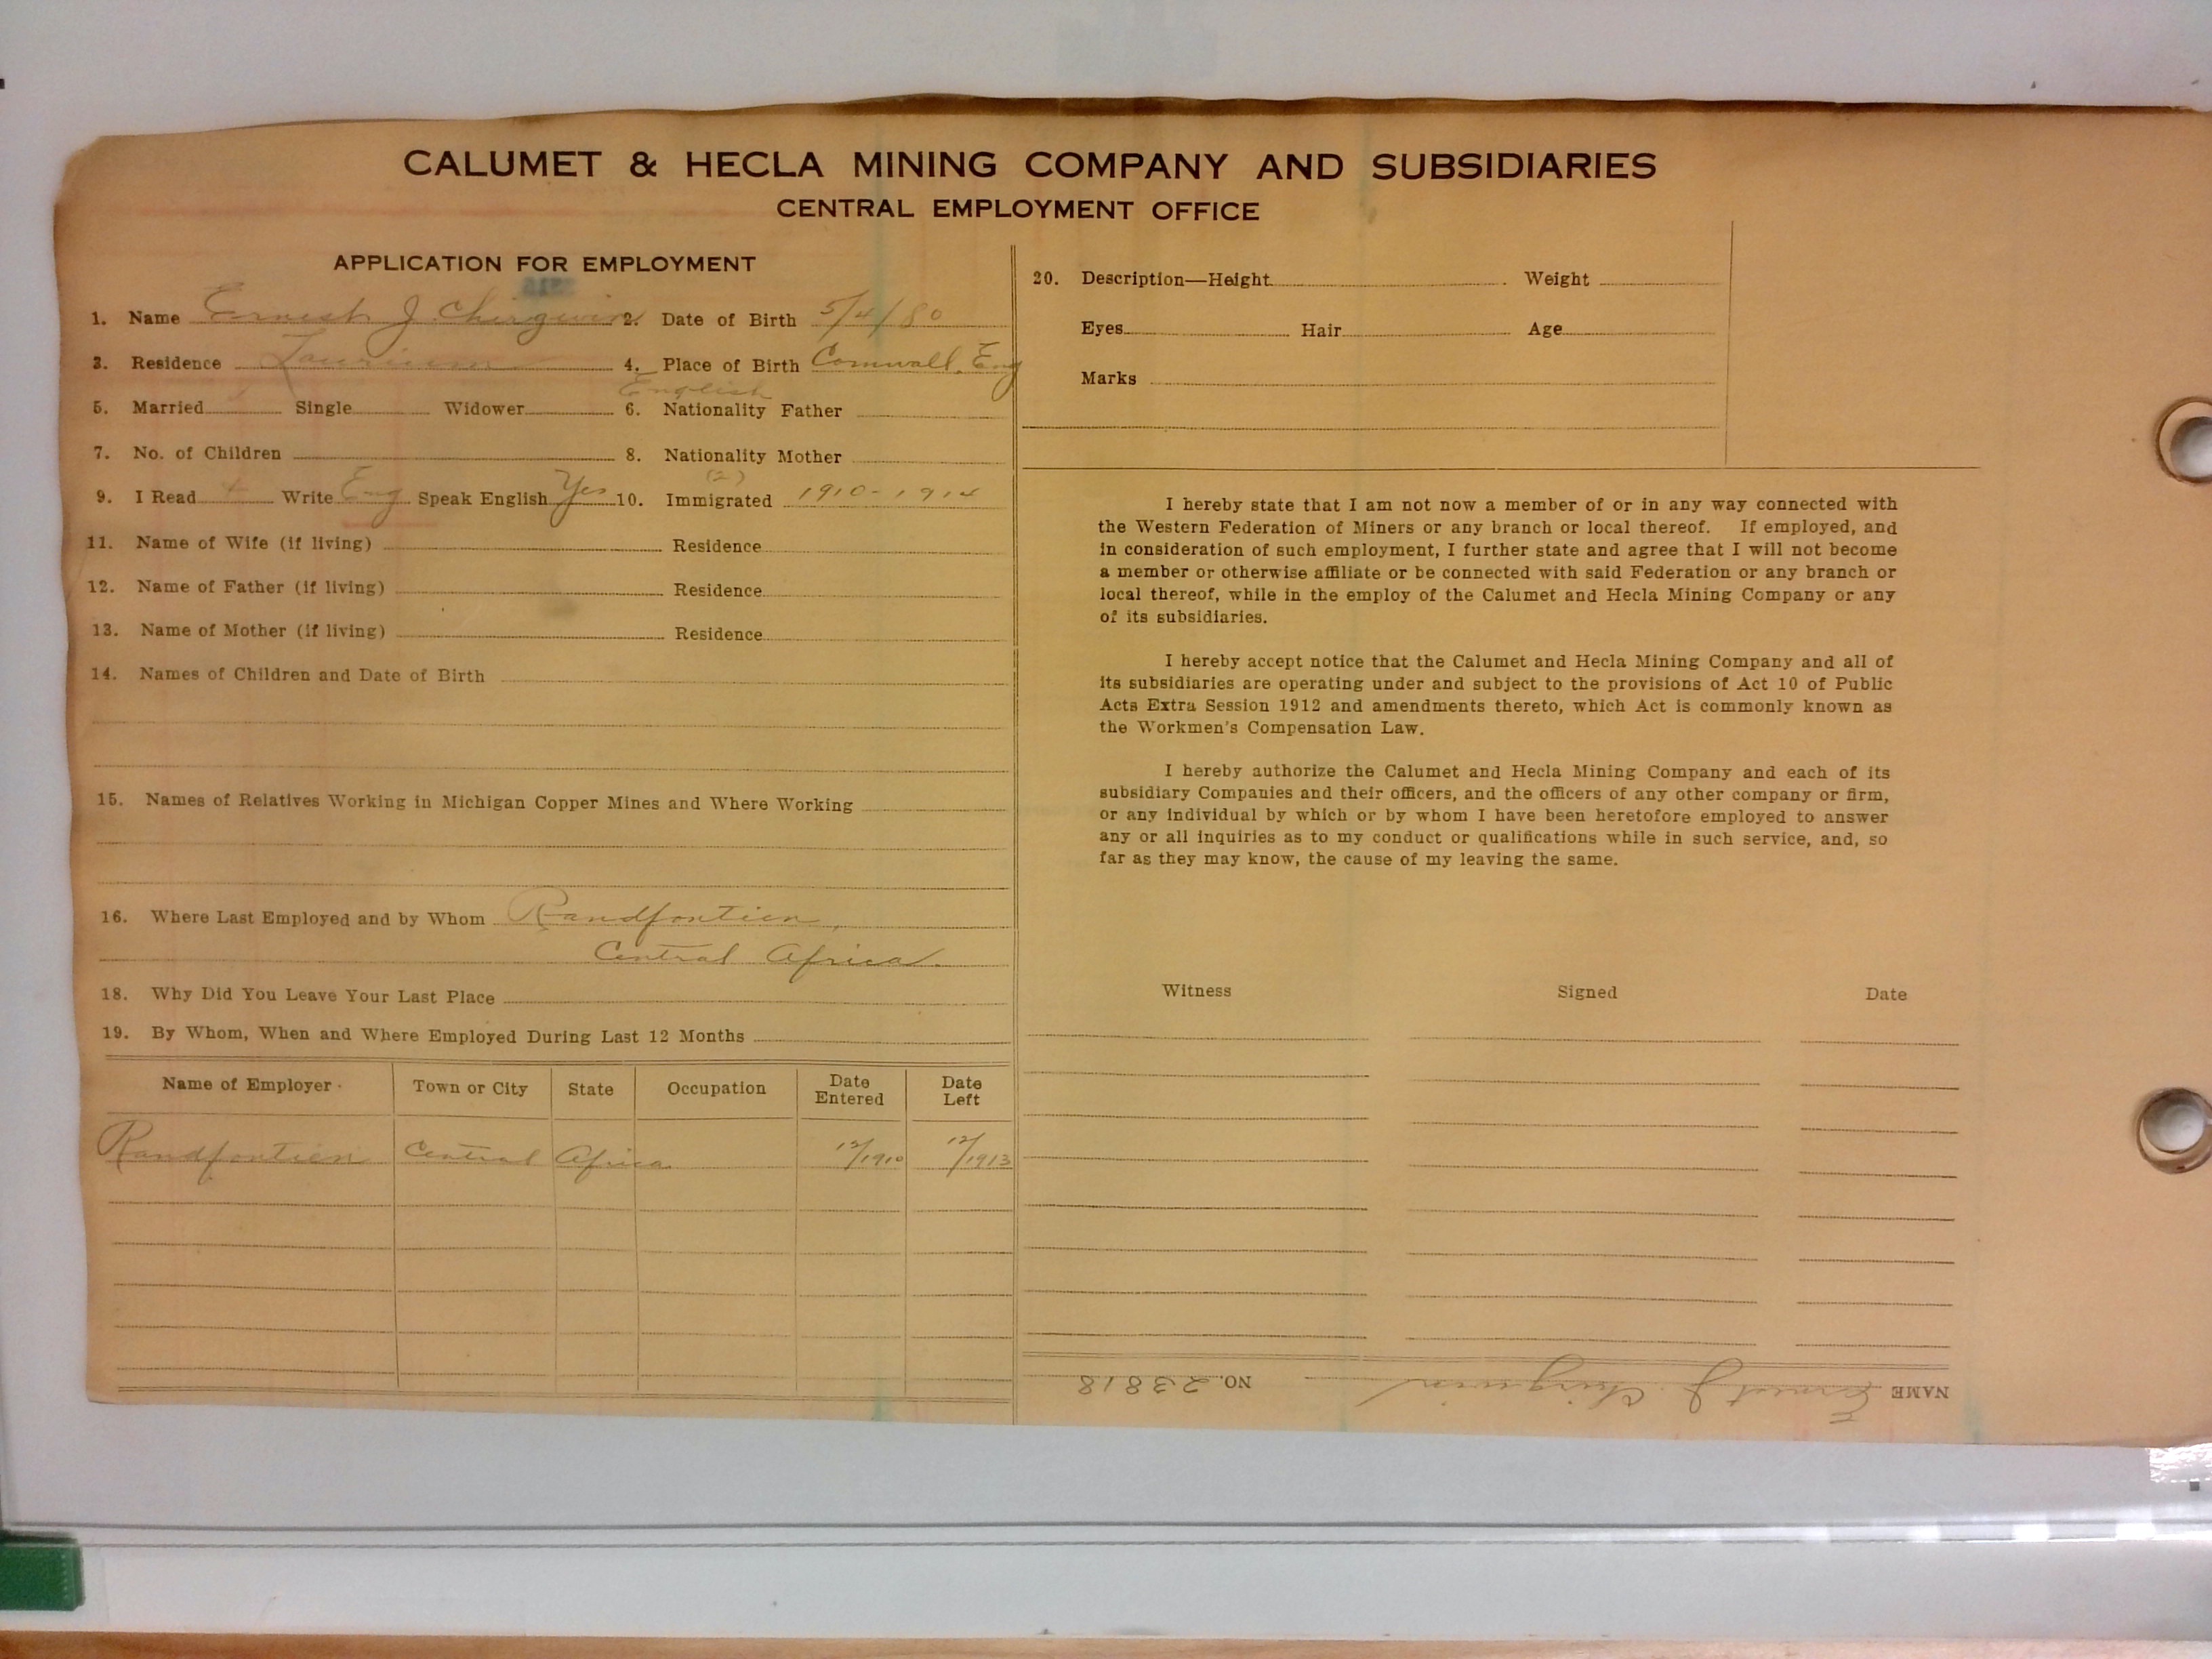 CALUMET & HECLA MINING COMPANY AND SUBSIDIARIES
CENTRAL EMPLOYMENT OFFICE
APPLICATION FOR EMPLOYMENT
1. Name Ernest J. Chirgwin 2. Date of Birth 5/4/80
3. Residence Laurium 4. Place of Birth Cornwall, Eng
English
5. Married Single Widower 6. Nationality Father
7. No. of Children 8. Nationality Mother
(2)
9. I Read Write Eng Speak English Yes 10. Immigrated 1910-1914
11. Name of Wife (if living) Residence
12. Name of Father (if living) Residence
13. Name of Mother (if living) Residence
14. Names of Children and Date of Birth
15. Names of Relatives Working in Michigan Copper Mines and Where Working
16. Where Last Employed and by Whom Randfontien,
Central Africa.
18. Why Did You Leave Your Last Place
19. By Whom, When and Where Employed During Last 12 Months
Name of Employer Town or City State Occupation Date Entered Date Left
Randfontien Central Africa 12/1910 12/1913
20. Description—Height Weight
Eyes Hair Age
Marks
I hereby state that I am not now a member of or in any way connected with
the Western Federation of Miners or any branch or local thereof. If employed, and
in consideration of such employment, I further state and agree that I will not become
a member or otherwise affiliate or be connected with said Federation or any branch or
local thereof, while in the employ of the Calumet and Hecla Mining Company or any
of its subsidiaries.
I hereby accept notice that the Calumet and Hecla Mining Company and all of
its subsidiaries are operating under and subject to the provisions of Act 10 of Public
Acts Extra Session 1912 and amendments thereto, which Act is commonly known as
the Workmen's Compensation Law.
I hereby authorize the Calumet and Hecla Mining Company and each of its
subsidiary Companies and their officers, and the officers of any other company or firm,
or any individual by which or by whom I have been heretofore employed to answer
any or all inquiries as to my conduct or qualifications while in such service, and, so
far as they may know, the cause of my leaving the same.
Witness Signed Date
NAME Ernest J. Chirgwin NO. 23818